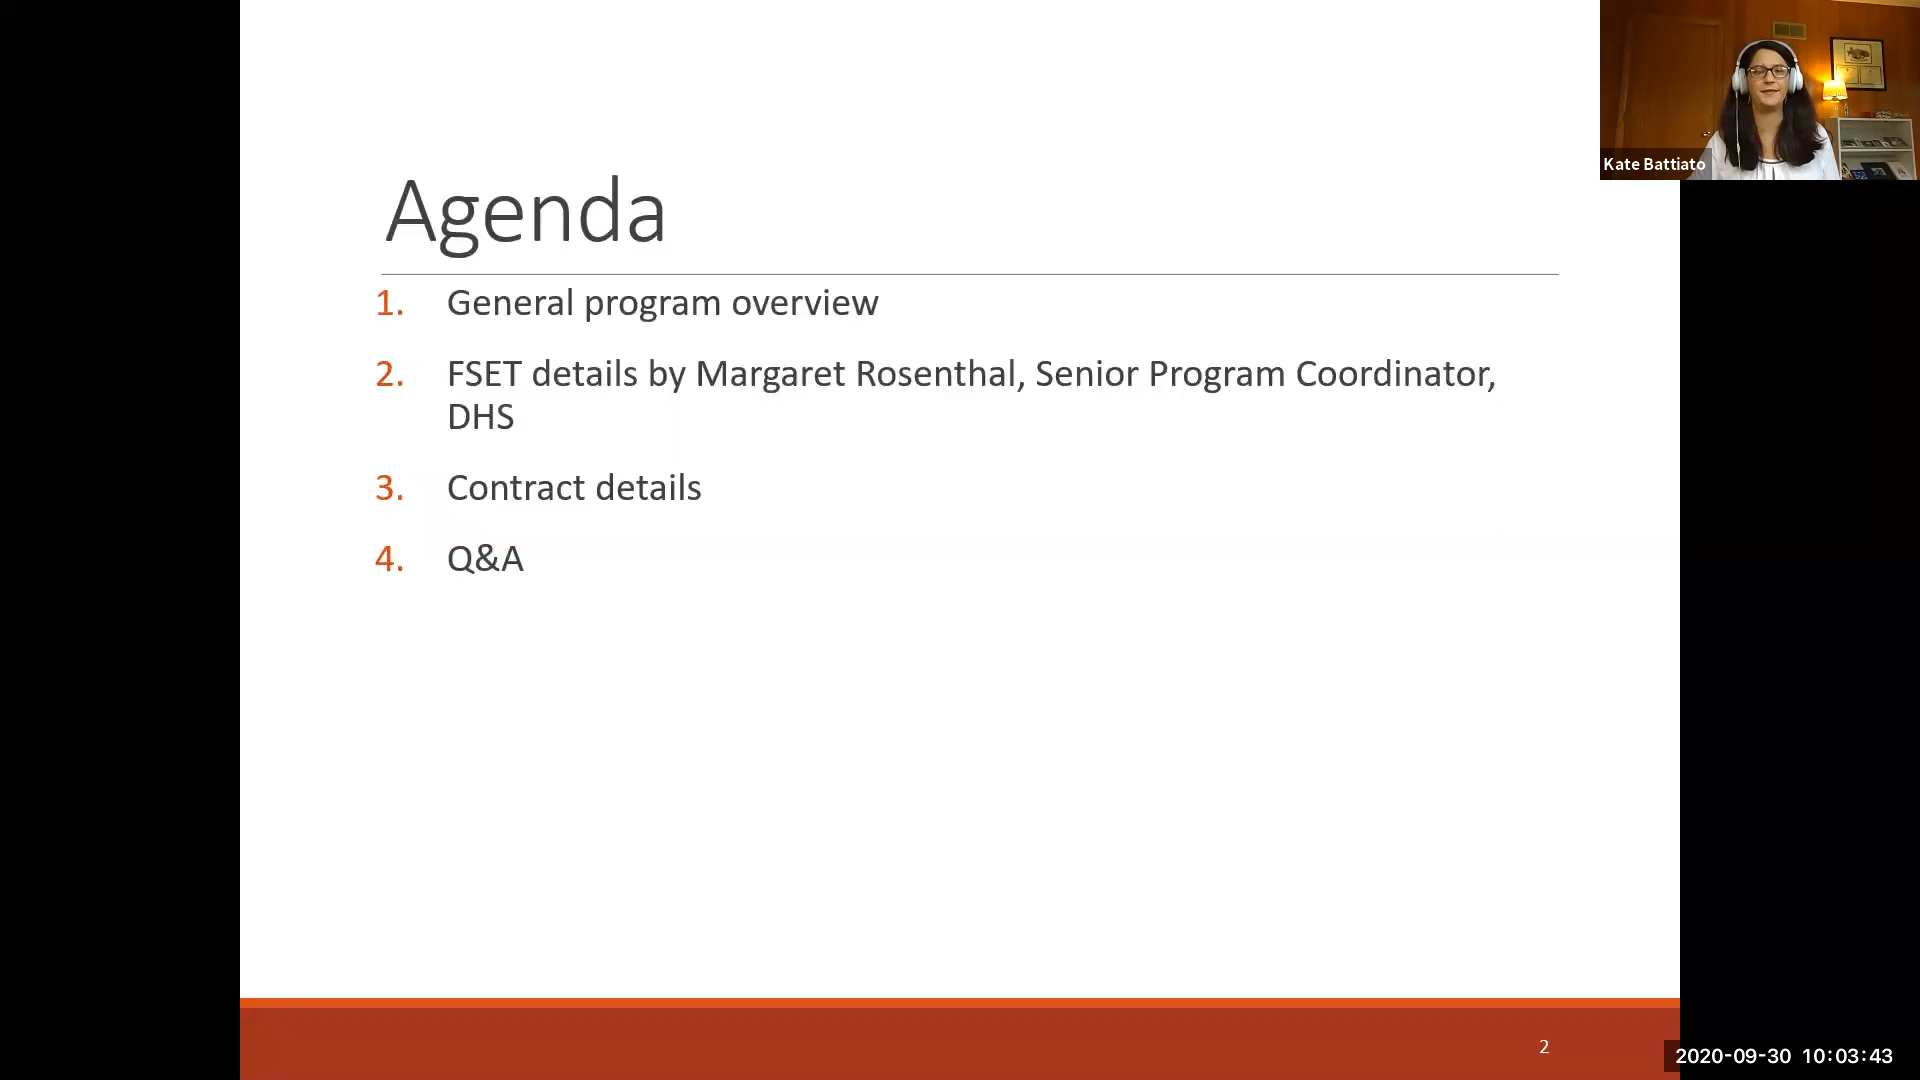 Agenda
1. General program overview
2. FSET details by Margaret Rosenthal, Senior Program Coordinator,
DHS
3. Contract details
4. Q&A
Kate Battiato
2
2020-09-30 10:03:43